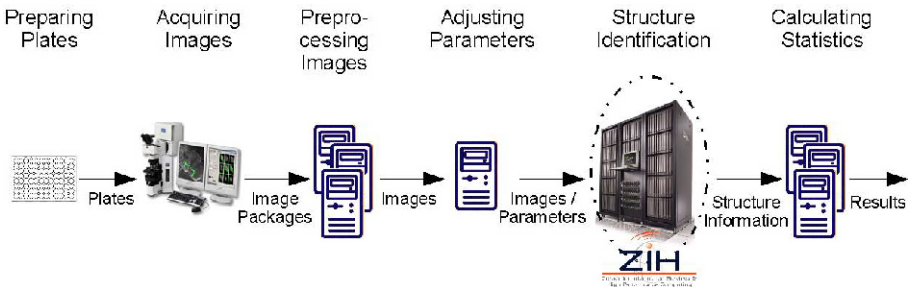 Preparing
Plates
Acquiring
Images
Prepro-
cessing
Images
Adjusting
Parameters
Structure
Identification
Calculating
Statistics
Plates
Image
Packages
Images
Images /
Parameters
Structure
Information
Results
ZIH